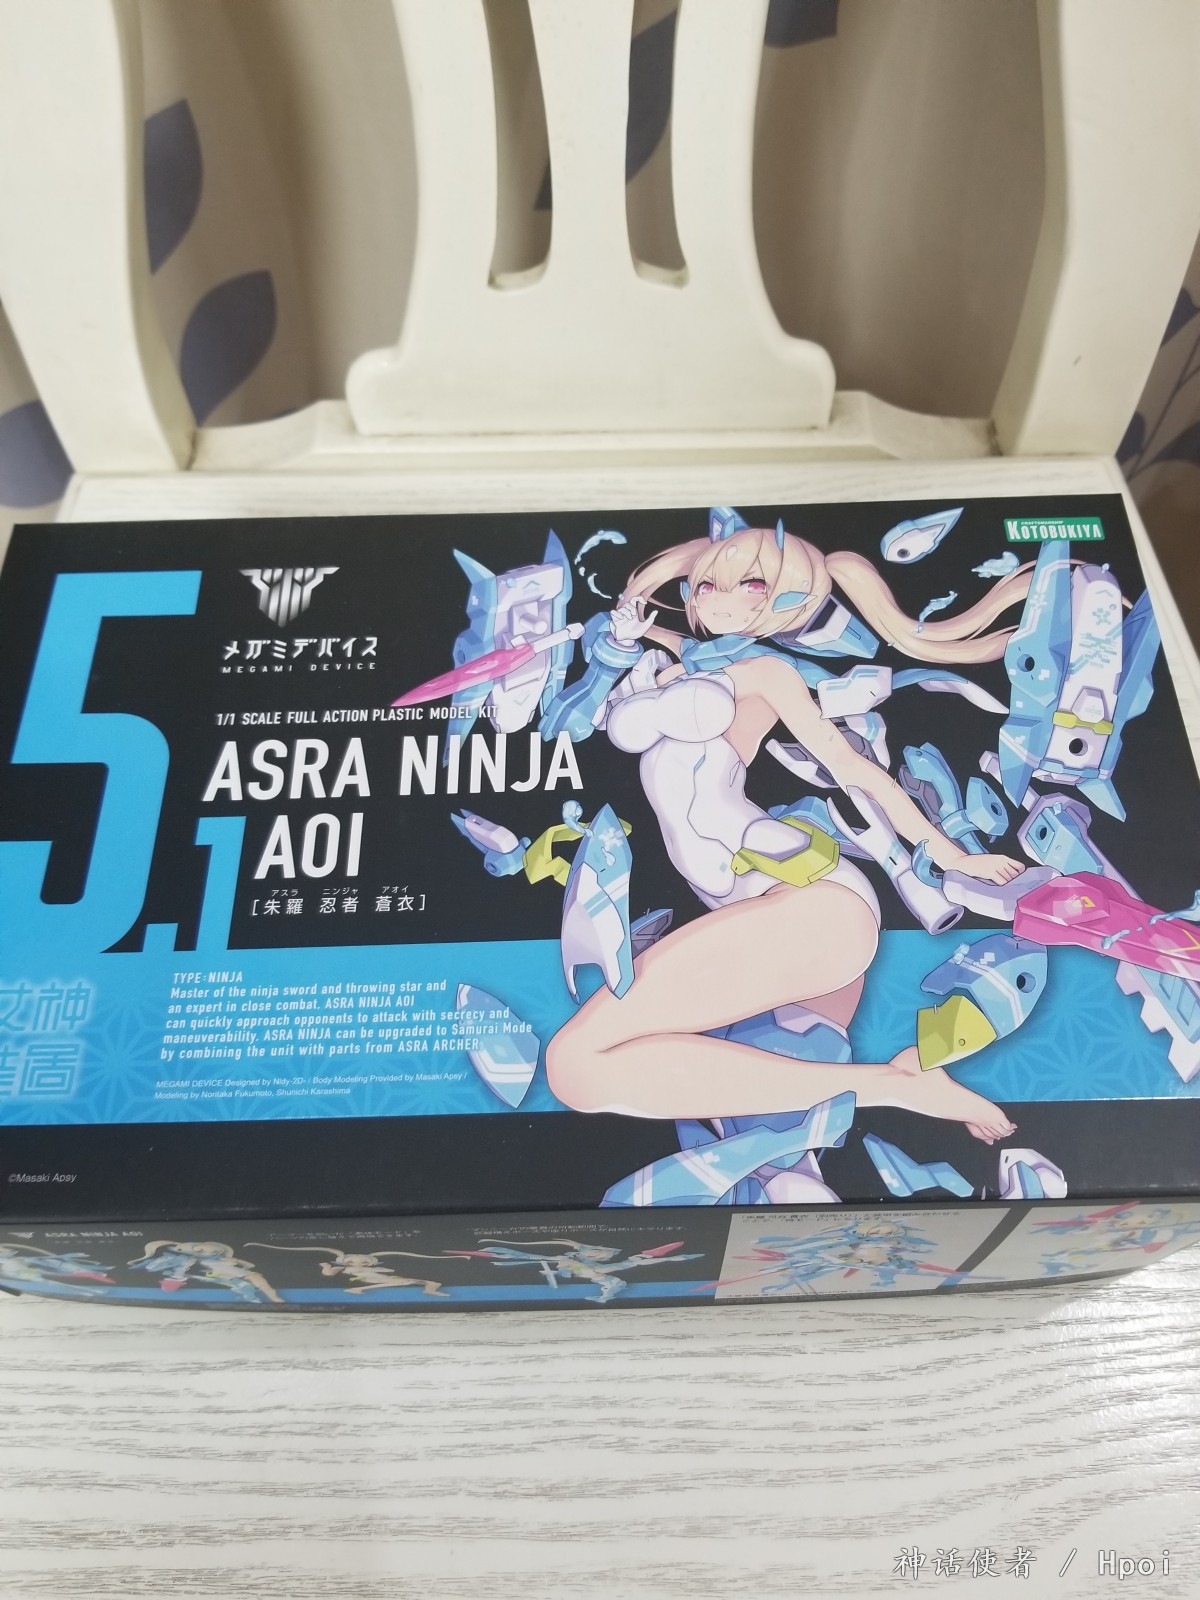 CRAFTSMANSHIP
KOTOBUKIYA
5.1
メガミデバイス
MEGAMI DEVICE
1/1 SCALE FULL ACTION PLASTIC MODEL KIT
ASRA NINJA
AOI
アスラ ニンジャ アオイ
[朱羅 忍者 蒼衣]
TYPE:NINJA
Master of the ninja sword and throwing star and
an expert in close combat. ASRA NINJA AOI
can quickly approach opponents to attack with secrecy and
maneuverability. ASRA NINJA can be upgraded to Samurai Mode
by combining the unit with parts from ASRA ARCHER.
MEGAMI DEVICE Designed by Nidy-2D- / Body Modeling Provided by Masaki Apsy /
Modeling by Noritaka Fukumoto, Shunichi Karashima
女神
©Masaki Apsy
ASRA NINJA AOI
神话使者 / Hpoi